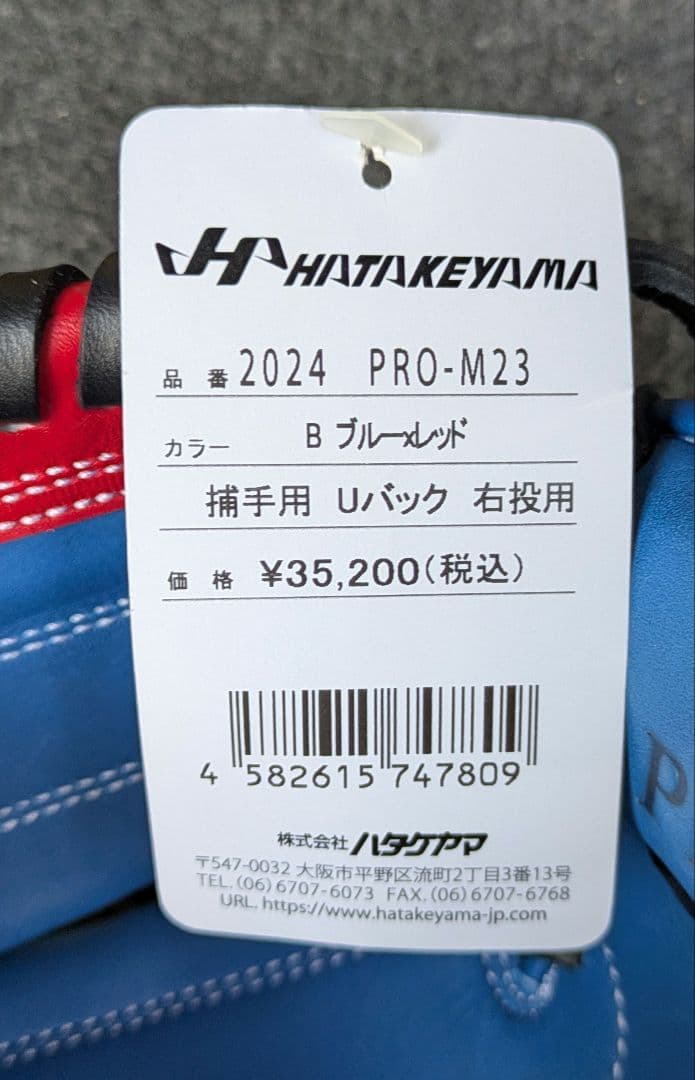 HATAKEYAMA
品番 2024 PRO-M23
カラー B ブルー×レッド
捕手用 Uバック 右投用
価格 ¥35,200(税込)
4 582615 747809
株式会社ハタケヤマ
〒547-0032 大阪市平野区流町2丁目3番13号
TEL.(06)6707-6073 FAX.(06)6707-6768
URL. https://www.hatakeyama-jp.com
P